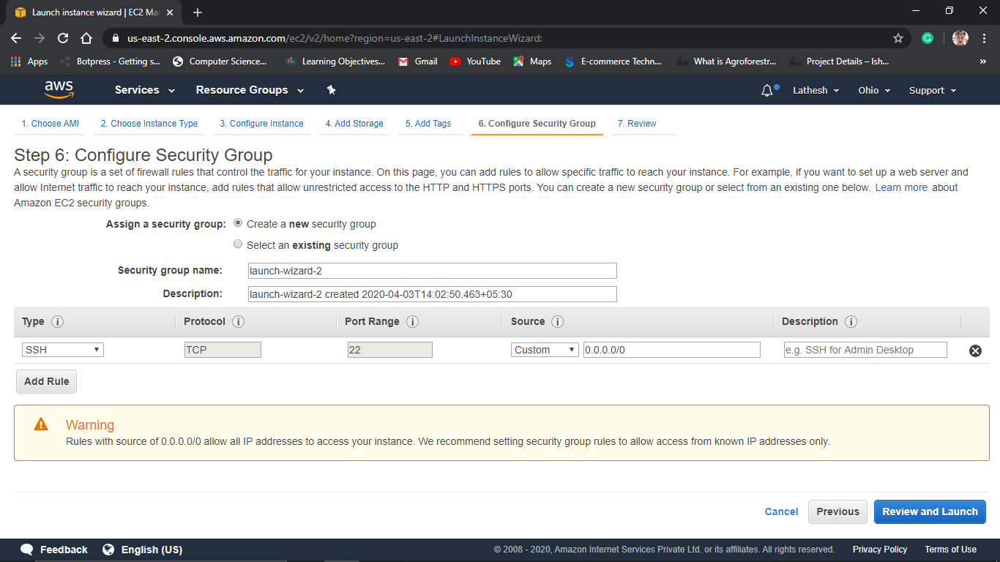 Launch instance wizard | EC2 Ma
us-east-2.console.aws.amazon.com/ec2/v2/home?region=us-east-2#LaunchInstanceWizard:
Apps Botpress - Getting s... Computer Science... Learning Objectives... Gmail YouTube Maps E-commerce Techn... What is Agroforestr... Project Details – Ish... »
aws Services Resource Groups Lathesh Ohio Support
1. Choose AMI 2. Choose Instance Type 3. Configure Instance 4. Add Storage 5. Add Tags 6. Configure Security Group 7. Review
Step 6: Configure Security Group
A security group is a set of firewall rules that control the traffic for your instance. On this page, you can add rules to allow specific traffic to reach your instance. For example, if you want to set up a web server and
allow Internet traffic to reach your instance, add rules that allow unrestricted access to the HTTP and HTTPS ports. You can create a new security group or select from an existing one below. Learn more about
Amazon EC2 security groups.
Assign a security group: Create a new security group
Select an existing security group
Security group name: launch-wizard-2
Description: launch-wizard-2 created 2020-04-03T14:02:50.463+05:30
Type i Protocol i Port Range i Source i Description i
SSH TCP 22 Custom 0.0.0.0/0 e.g. SSH for Admin Desktop
Add Rule
Warning
Rules with source of 0.0.0.0/0 allow all IP addresses to access your instance. We recommend setting security group rules to allow access from known IP addresses only.
Cancel Previous Review and Launch
Feedback English (US) © 2008 - 2020, Amazon Internet Services Private Ltd. or its affiliates. All rights reserved. Privacy Policy Terms of Use